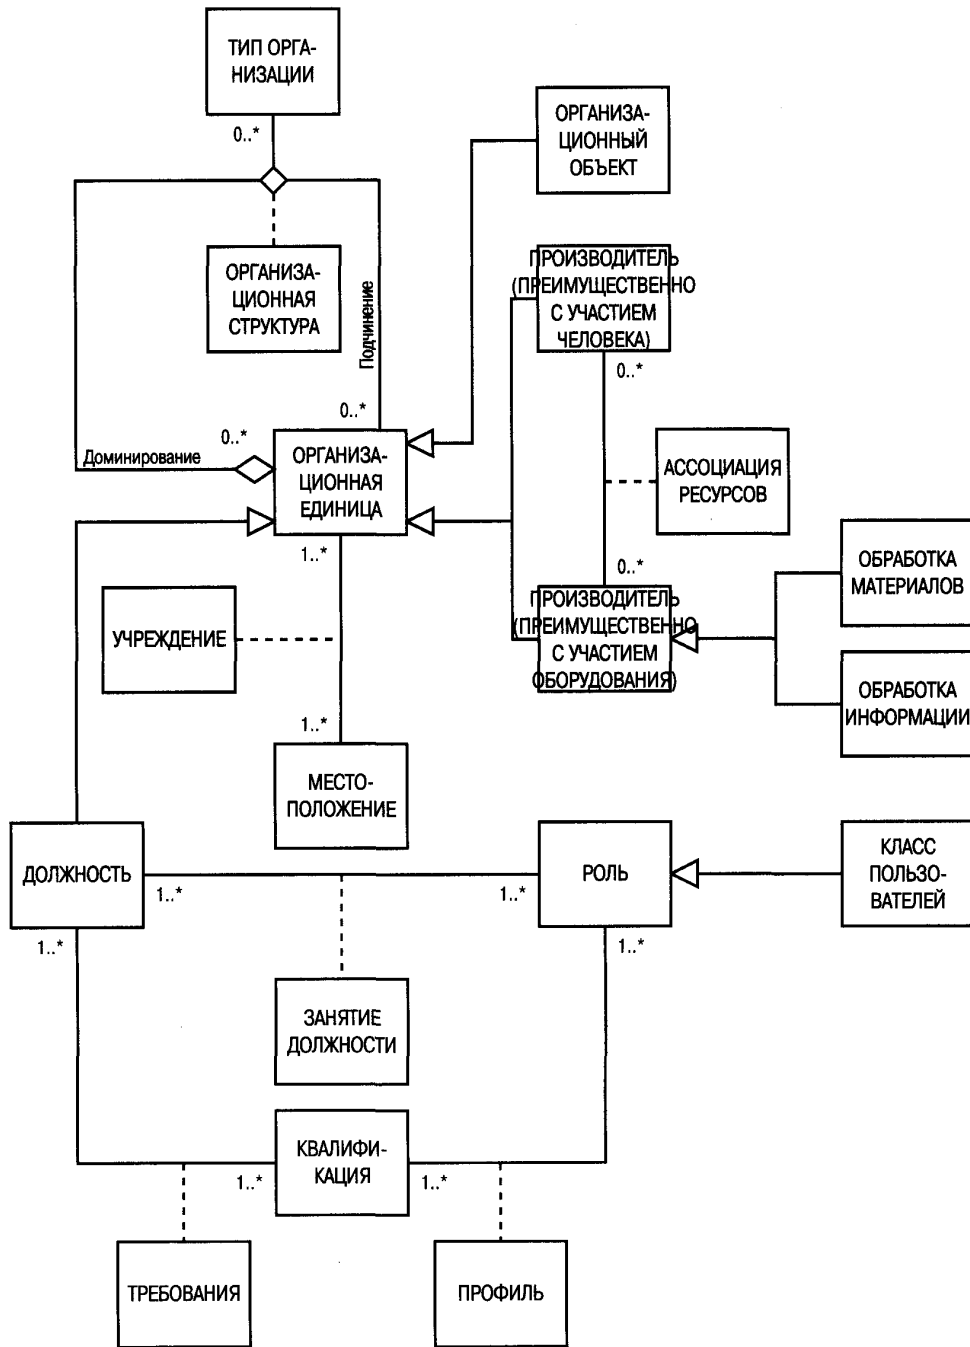 ТИП ОРГА-
НИЗАЦИИ
0..*
ОРГАНИЗА-
ЦИОННЫЙ
ОБЪЕКТ
ОРГАНИЗА-
ЦИОННАЯ
СТРУКТУРА
Подчинение
ПРОИЗВОДИТЕЛЬ
(ПРЕИМУЩЕСТВЕННО
С УЧАСТИЕМ
ЧЕЛОВЕКА)
0..*
0..*
0..*
Доминирование
ОРГАНИЗА-
ЦИОННАЯ
ЕДИНИЦА
АССОЦИАЦИЯ
РЕСУРСОВ
1..*
0..*
ОБРАБОТКА
МАТЕРИАЛОВ
УЧРЕЖДЕНИЕ
ПРОИЗВОДИТЕЛЬ
(ПРЕИМУЩЕСТВЕННО
С УЧАСТИЕМ
ОБОРУДОВАНИЯ)
ОБРАБОТКА
ИНФОРМАЦИИ
1..*
МЕСТО-
ПОЛОЖЕНИЕ
ДОЛЖНОСТЬ
1..*
1..*
РОЛЬ
КЛАСС
ПОЛЬЗО-
ВАТЕЛЕЙ
1..*
1..*
ЗАНЯТИЕ
ДОЛЖНОСТИ
КВАЛИФИ-
КАЦИЯ
1..*
1..*
ТРЕБОВАНИЯ
ПРОФИЛЬ